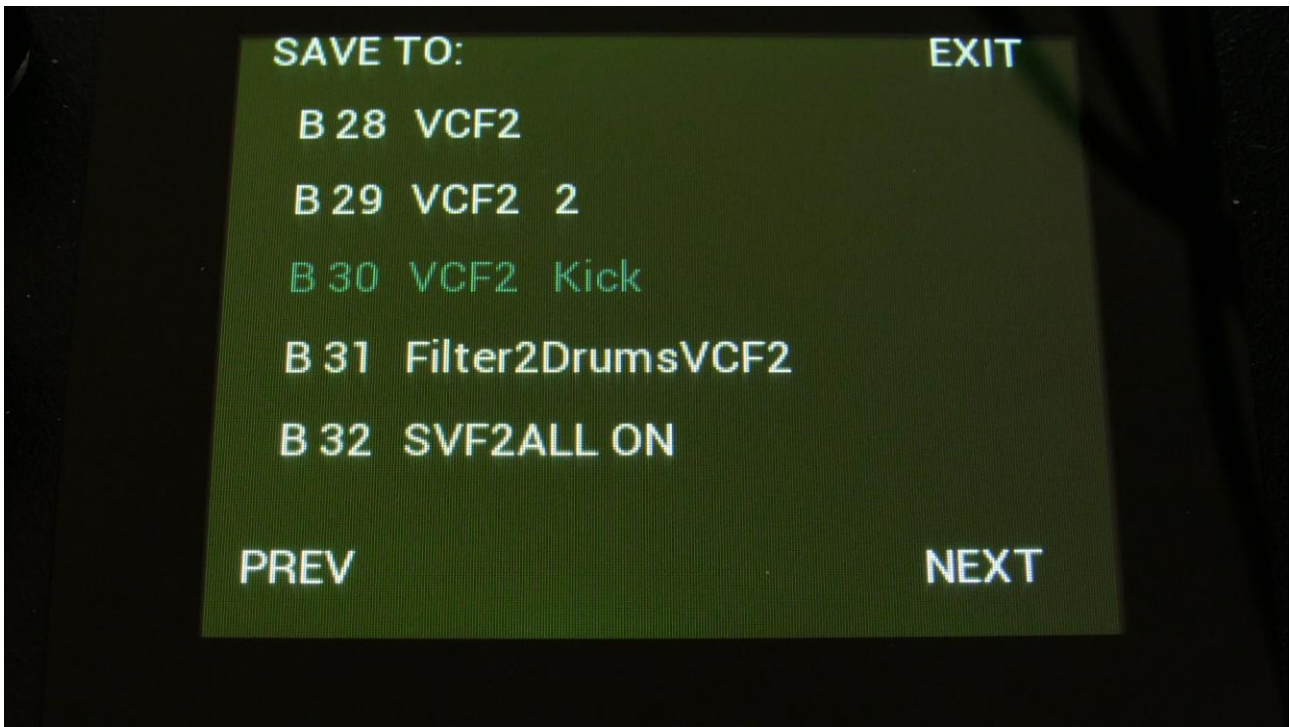 SAVE TO: EXIT
B 28 VCF2
B 29 VCF2 2
B 30 VCF2 Kick
B 31 Filter2DrumsVCF2
B 32 SVF2ALL ON
PREV NEXT